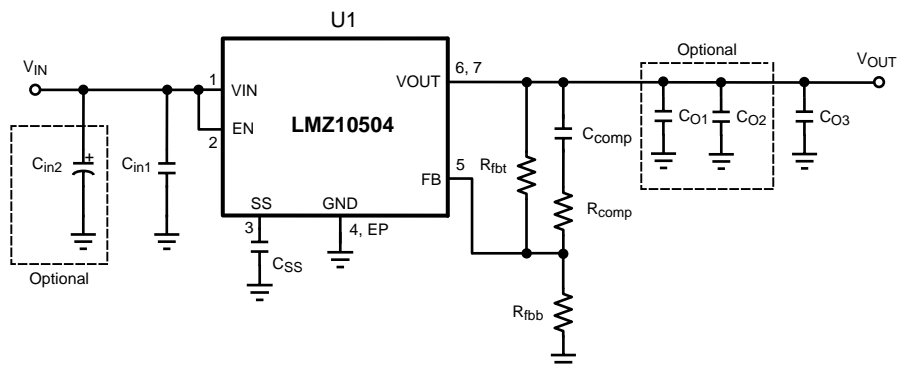 U1
Optional
VIN
VOUT
6, 7
1
VIN
VOUT
EN
LMZ10504
2
Cin2
+
Cin1
CO1
CO2
CO3
Ccomp
Rfbt
5
FB
Rcomp
SS
GND
3
4, EP
CSS
Optional
Rfbb